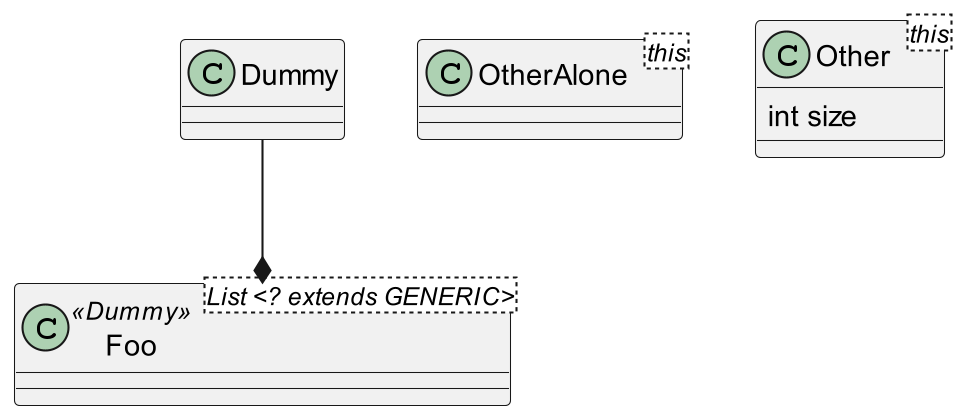 C Dummy
C OtherAlone
this
C Other
this
int size
C «Dummy»
Foo
List <? extends GENERIC>